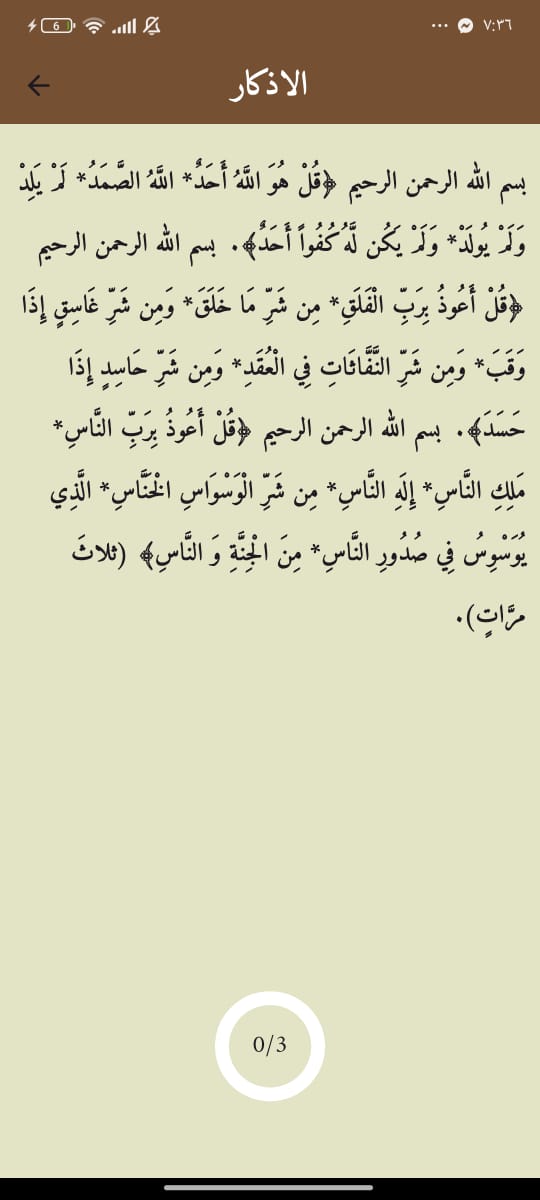 6
٧:٣٦
الاذكار
بسم الله الرحمن الرحيم ﴿قُلْ هُوَ اللَّهُ أَحَدٌ* اللَّهُ الصَّمَدُ* لَمْ يَلِدْ
وَلَمْ يُولَدْ* وَلَمْ يَكُن لَّهُ كُفُواً أَحَدٌ﴾. بسم الله الرحمن الرحيم
﴿قُلْ أَعُوذُ بِرَبِّ الْفَلَقِ* مِن شَرِّ مَا خَلَقَ* وَمِن شَرِّ غَاسِقٍ إِذَا
وَقَبَ* وَمِن شَرِّ النَّفَّاثَاتِ فِي الْعُقَدِ* وَمِن شَرِّ حَاسِدٍ إِذَا
حَسَدَ﴾. بسم الله الرحمن الرحيم ﴿قُلْ أَعُوذُ بِرَبِّ النَّاسِ*
مَلِكِ النَّاسِ* إِلَهِ النَّاسِ* مِن شَرِّ الْوَسْوَاسِ الْخَنَّاسِ* الَّذِي
يُوَسْوِسُ فِي صُدُورِ النَّاسِ* مِنَ الْجِنَّةِ وَ النَّاسِ﴾ (ثلاثَ
مرَّاتٍ).
0/3